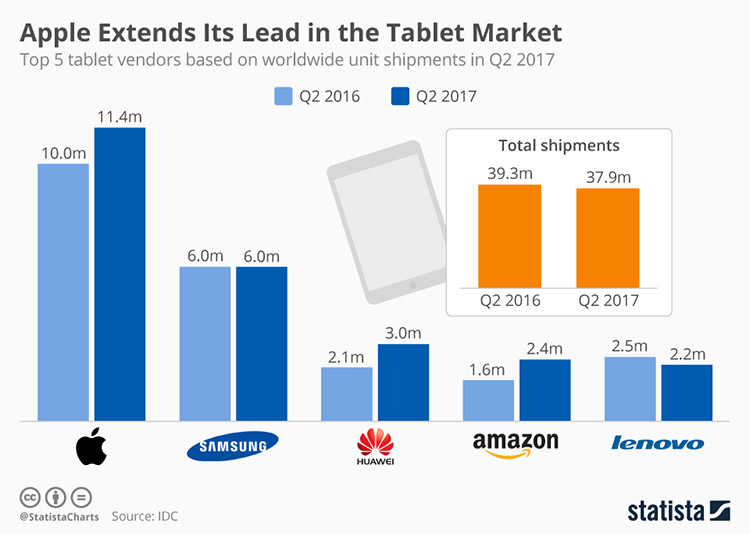 Apple Extends Its Lead in the Tablet Market
Top 5 tablet vendors based on worldwide unit shipments in Q2 2017
Q2 2016 Q2 2017
11.4m
10.0m
6.0m 6.0m
2.1m 3.0m
1.6m 2.4m
2.5m 2.2m
Total shipments
39.3m 37.9m
Q2 2016 Q2 2017
SAMSUNG
HUAWEI
amazon
lenovo
cc
@StatistaCharts Source: IDC
statista